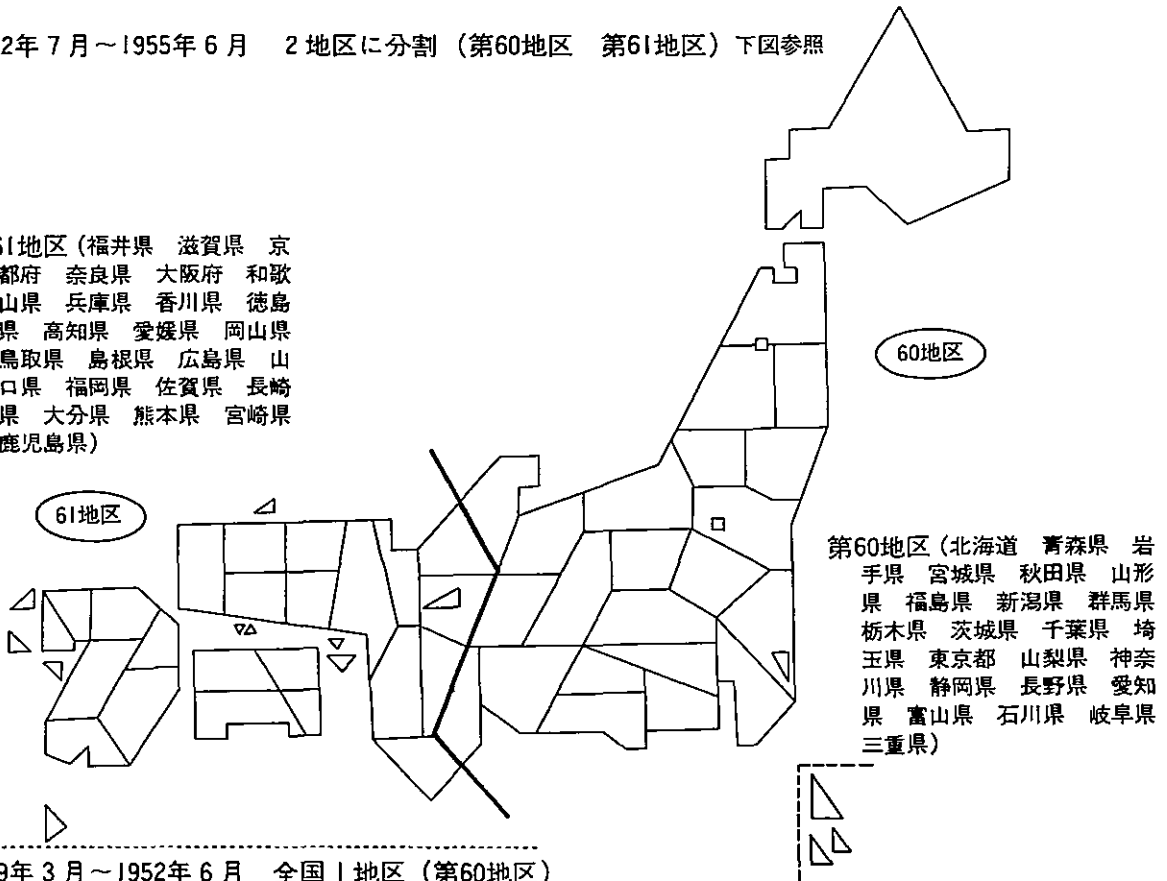 2年7月～1955年6月　2地区に分割（第60地区　第61地区）下図参照
61地区（福井県　滋賀県　京
都府　奈良県　大阪府　和歌
山県　兵庫県　香川県　徳島
県　高知県　愛媛県　岡山県
鳥取県　島根県　広島県　山
口県　福岡県　佐賀県　長崎
県　大分県　熊本県　宮崎県
鹿児島県）
60地区
61地区
第60地区（北海道　青森県　岩
手県　宮城県　秋田県　山形
県　福島県　新潟県　群馬県
栃木県　茨城県　千葉県　埼
玉県　東京都　山梨県　神奈
川県　静岡県　長野県　愛知
県　富山県　石川県　岐阜県
三重県）
9年3月～1952年6月　全国1地区（第60地区）